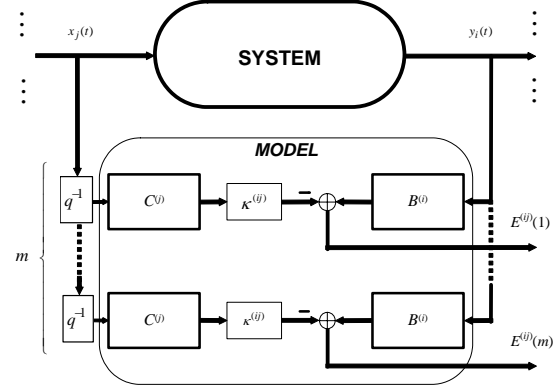 x_j(t)
y_i(t)
SYSTEM
MODEL
q⁻¹
C⁽ʲ⁾
κ⁽ⁱʲ⁾
B⁽ⁱ⁾
E⁽ⁱʲ⁾(1)
m
q⁻¹
C⁽ʲ⁾
κ⁽ⁱʲ⁾
B⁽ⁱ⁾
E⁽ⁱʲ⁾(m)